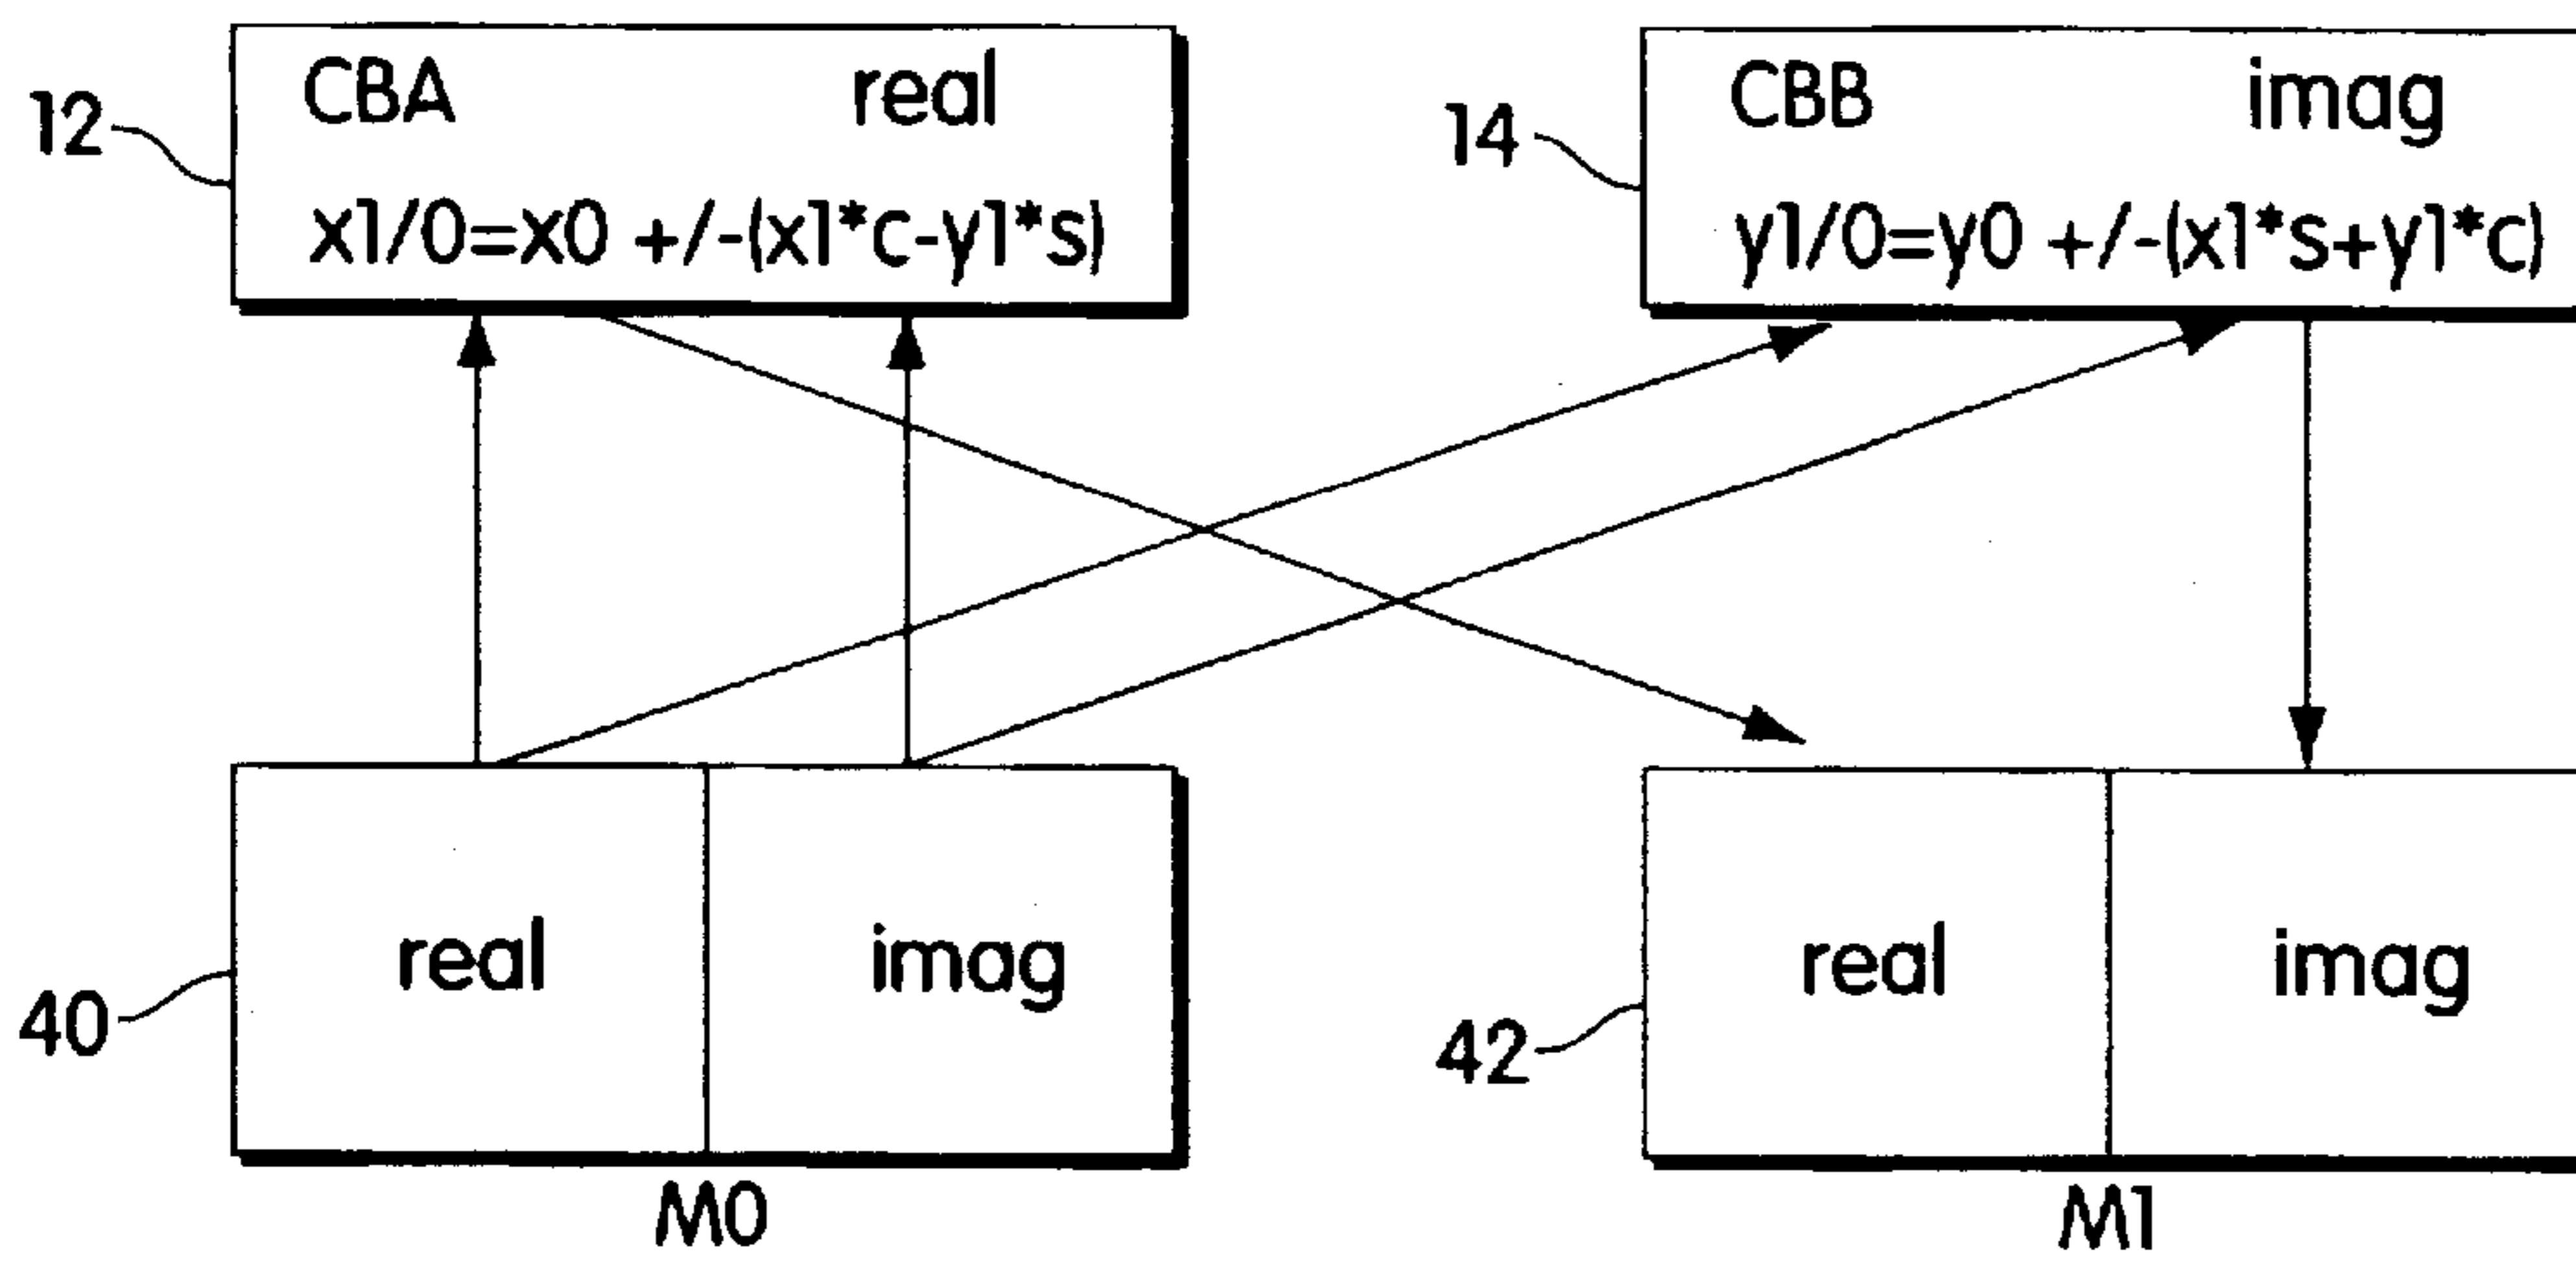 CBA real
12
x1/0=x0 +/-(x1*c-y1*s)
CBB imag
14
y1/0=y0 +/-(x1*s+y1*c)
real imag
40
M0
real imag
42
M1